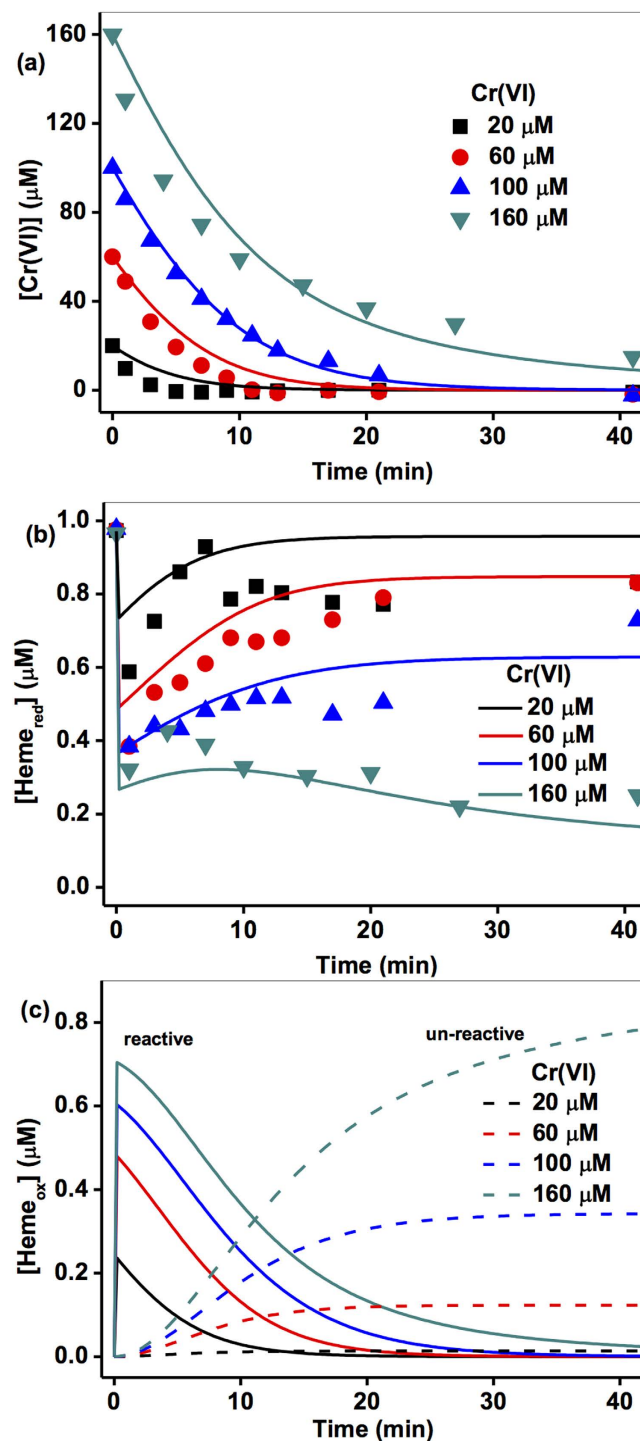 (a)
160
120
80
40
0
[Cr(VI)] (μM)
Cr(VI)
20 μM
60 μM
100 μM
160 μM
0 10 20 30 40
Time (min)
(b)
1.0
0.8
0.6
0.4
0.2
0.0
[Heme_red] (μM)
Cr(VI)
20 μM
60 μM
100 μM
160 μM
0 10 20 30 40
Time (min)
(c)
0.8
0.6
0.4
0.2
0.0
[Heme_ox] (μM)
reactive un-reactive
Cr(VI)
20 μM
60 μM
100 μM
160 μM
0 10 20 30 40
Time (min)